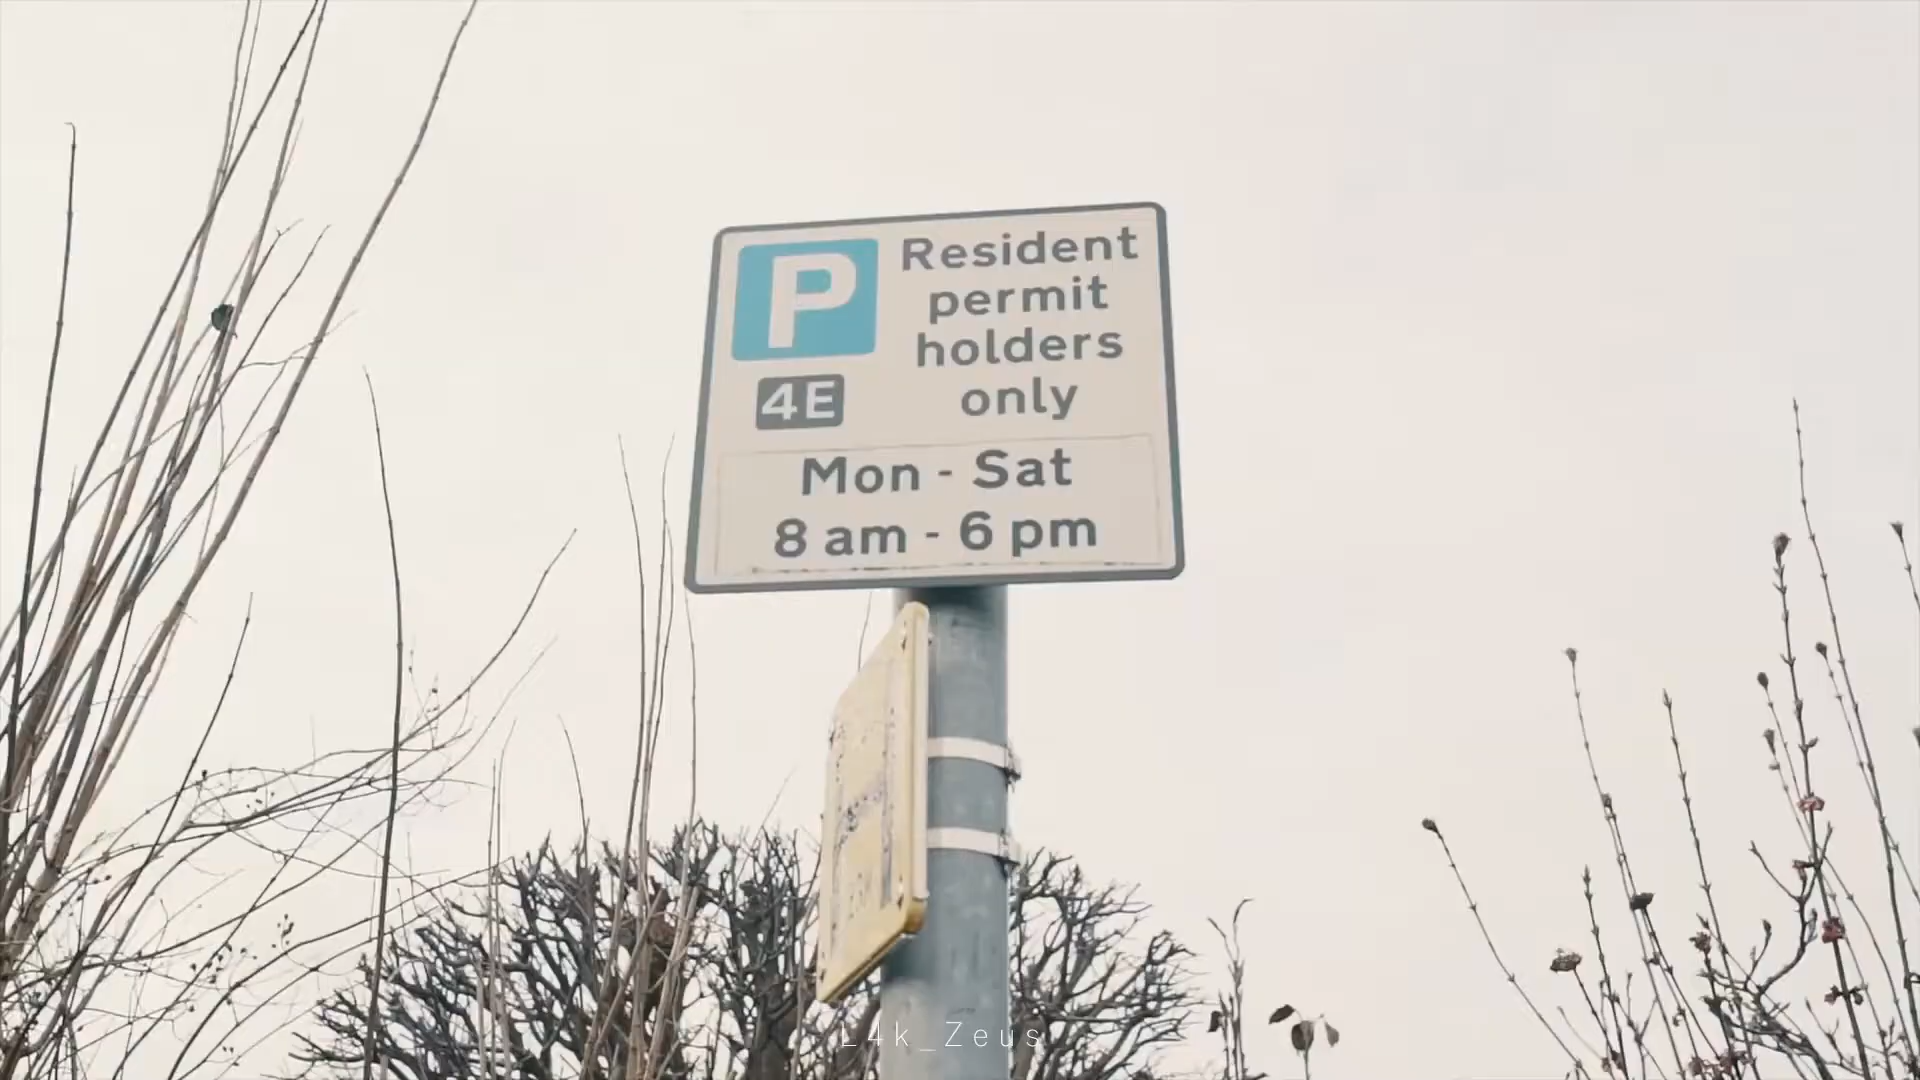 P
Resident
permit
holders
only
4E
Mon - Sat
8 am - 6 pm
L4k_Zeus